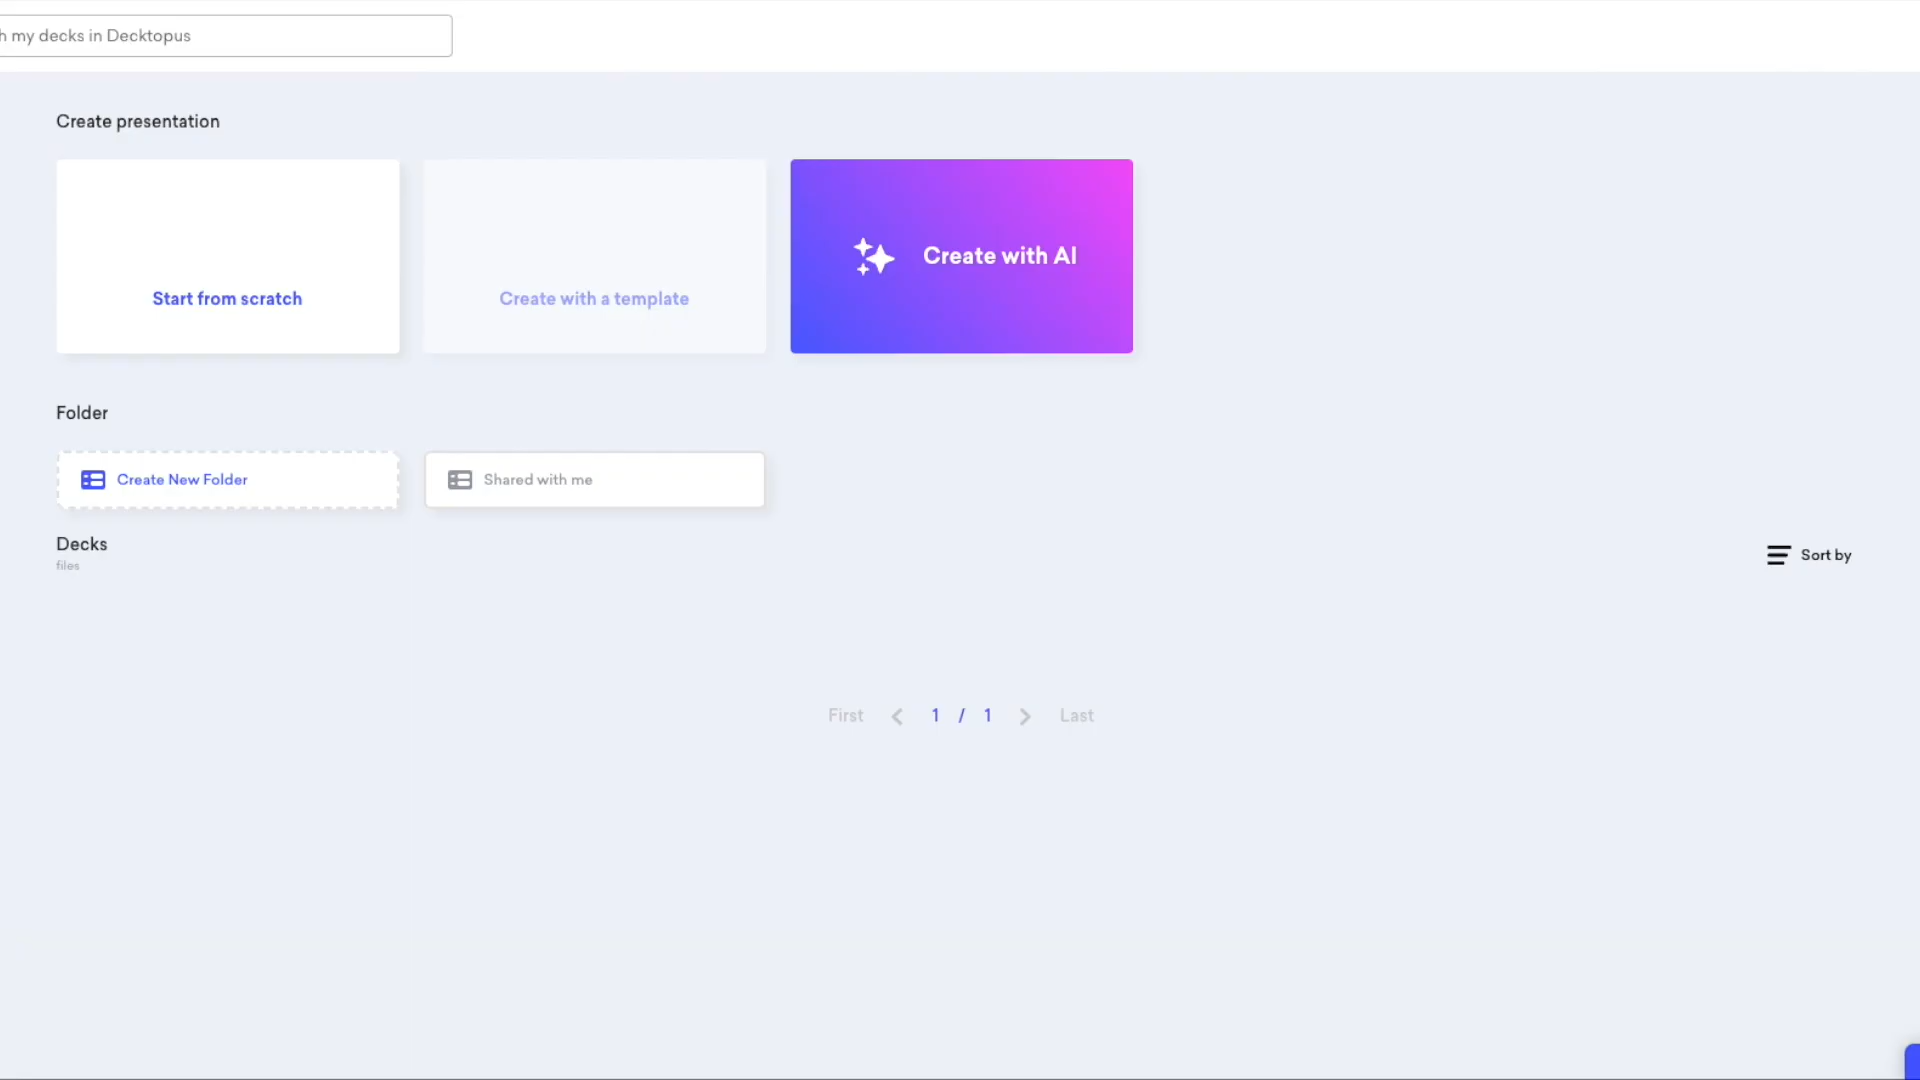 my decks in Decktopus
Create presentation
Start from scratch
Create with a template
Create with AI
Folder
Create New Folder
Shared with me
Decks
files
Sort by
First 1 / 1 Last